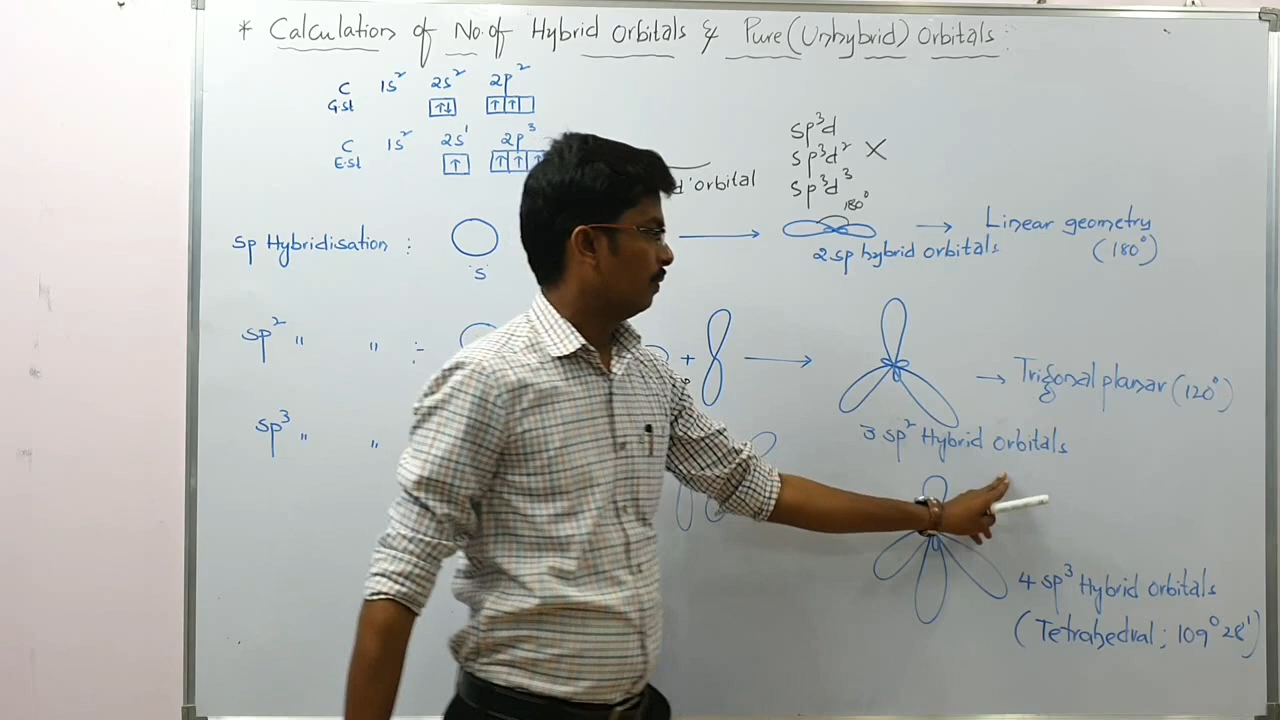 * Calculation of No. of Hybrid Orbitals & Pure (Unhybrid) Orbitals :
C 1s² 2s² 2p²
G.st ↑↓ ↑ ↑
C 1s² 2s¹ 2p³
E.st ↑ ↑ ↑ ↑
sp³d
sp³d² ×
sp³d³
'd' orbital
180°
sp Hybridisation : → → Linear geometry
's' 2 sp hybrid orbitals (180°)
sp² " " :- + → → Trigonal planar (120°)
3 sp² Hybrid orbitals
sp³ " "
4 sp³ Hybrid orbitals
(Tetrahedral; 109° 28')